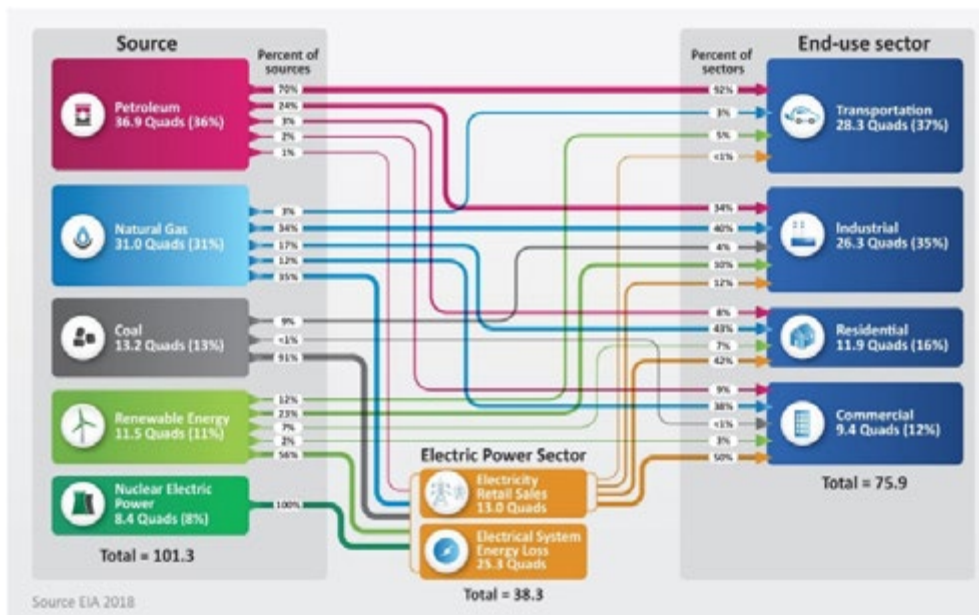 Source
Percent of
sources
Petroleum
36.9 Quads (36%)
70%
24%
3%
2%
1%
Natural Gas
31.0 Quads (31%)
3%
34%
17%
12%
35%
Coal
13.2 Quads (13%)
9%
<1%
91%
Renewable Energy
11.5 Quads (11%)
12%
23%
7%
2%
56%
Nuclear Electric
Power
8.4 Quads (8%)
100%
Total = 101.3
Electric Power Sector
Electricity
Retail Sales
13.0 Quads
Electrical System
Energy Loss
25.3 Quads
Total = 38.3
Percent of
sectors
End-use sector
92%
3%
5%
<1%
Transportation
28.3 Quads (37%)
34%
40%
4%
10%
12%
Industrial
26.3 Quads (35%)
8%
43%
7%
42%
Residential
11.9 Quads (16%)
9%
38%
<1%
3%
50%
Commercial
9.4 Quads (12%)
Total = 75.9
Source EIA 2018